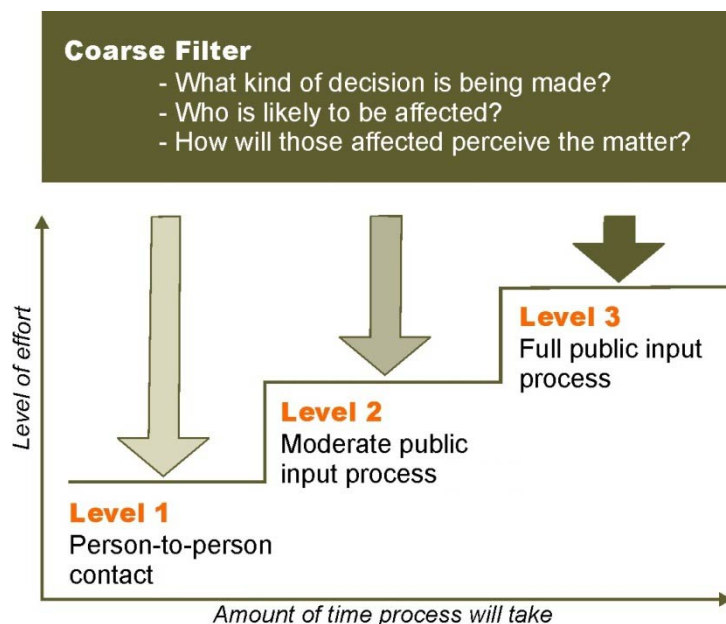 Coarse Filter
- What kind of decision is being made?
- Who is likely to be affected?
- How will those affected perceive the matter?
Level of effort
Level 3
Full public input
process
Level 2
Moderate public
input process
Level 1
Person-to-person
contact
Amount of time process will take